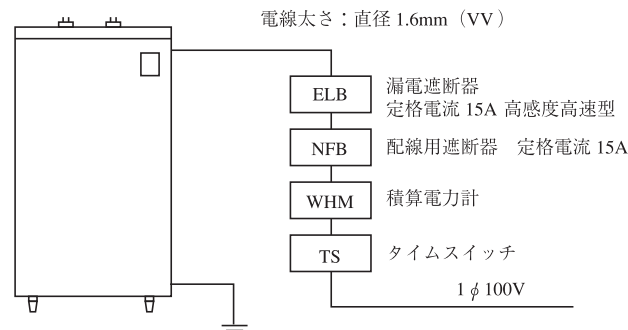 電線太さ：直径 1.6mm（VV）
ELB
漏電遮断器
定格電流 15A 高感度高速型
NFB
配線用遮断器　定格電流 15A
WHM
積算電力計
TS
タイムスイッチ
1 φ 100V